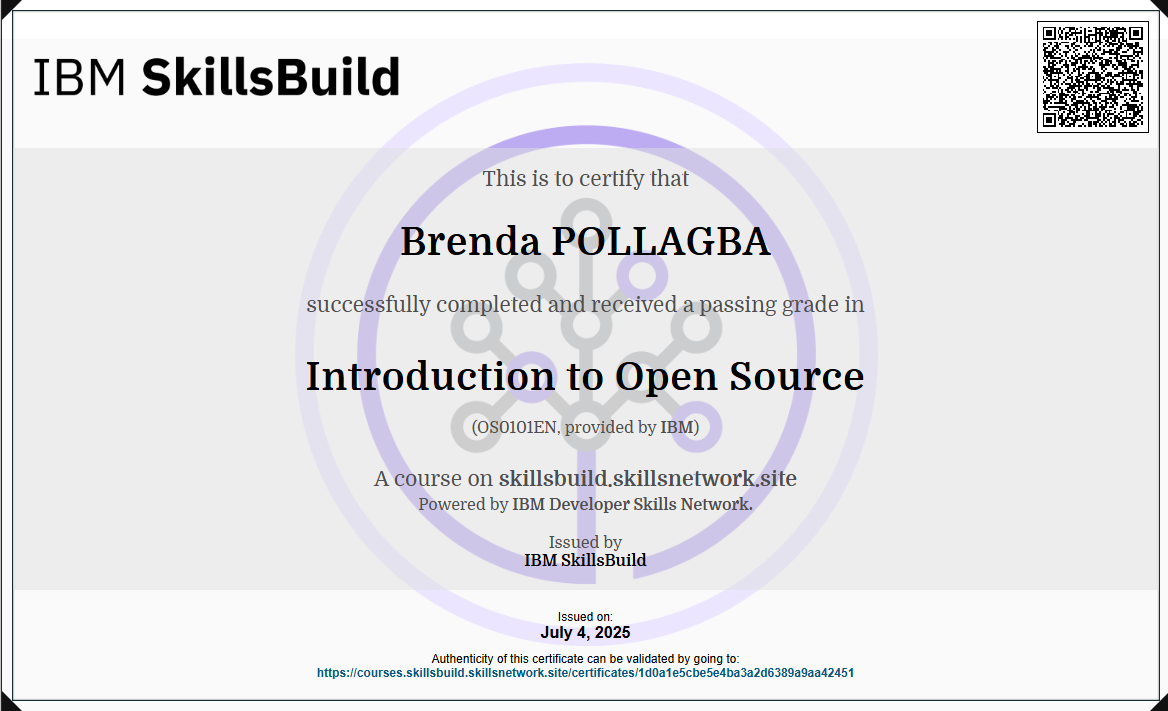 IBM SkillsBuild
This is to certify that
Brenda POLLAGBA
successfully completed and received a passing grade in
Introduction to Open Source
(OS0101EN, provided by IBM)
A course on skillsbuild.skillsnetwork.site
Powered by IBM Developer Skills Network.
Issued by
IBM SkillsBuild
Issued on:
July 4, 2025
Authenticity of this certificate can be validated by going to:
https://courses.skillsbuild.skillsnetwork.site/certificates/1d0a1e5cbe5e4ba3a2d6389a9aa42451